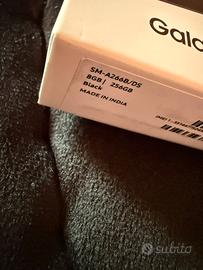 Gala
SM-A266B/DS
8GB | 256GB
Black
MADE IN INDIA
subito